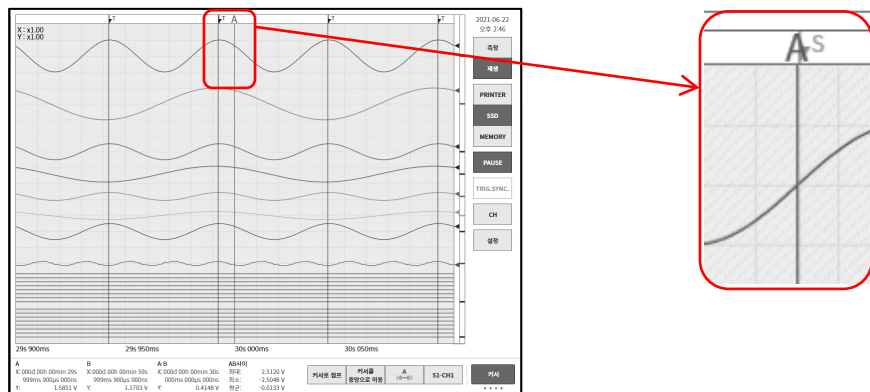 T T A T T
X : x1.00
Y : x1.00
2021-06-22
오후 2:46
측정
재생
PRINTER
SSD
MEMORY
PAUSE
TRIG.SYNC.
CH
설정
A S
29s 900ms 29s 950ms 30s 000ms 30s 050ms
A B A-B AB사이
X:000d 00h 00min 29s X:000d 00h 00min 59s X:000d 00h 00min 30s 최대: 2.5120 V
999ms 900µs 000ns 999ms 900µs 000ns 000ms 000µs 000ns 최소: -2.5048 V
Y: 1.5851 V Y: 1.1703 V Y: 0.4148 V 평균: -0.0133 V
커서로 점프
커서를
중앙으로 이동
A
S1-CH1
커서